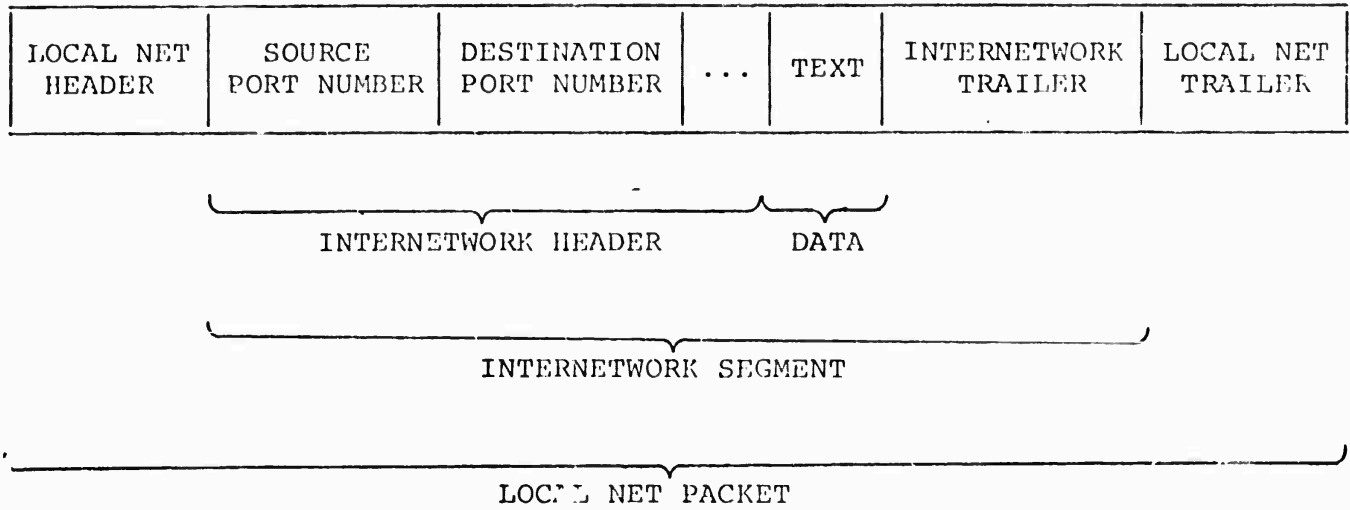 LOCAL NET HEADER
SOURCE PORT NUMBER
DESTINATION PORT NUMBER
...
TEXT
INTERNETWORK TRAILER
LOCAL NET TRAILER
INTERNETWORK HEADER
DATA
INTERNETWORK SEGMENT
LOCAL NET PACKET